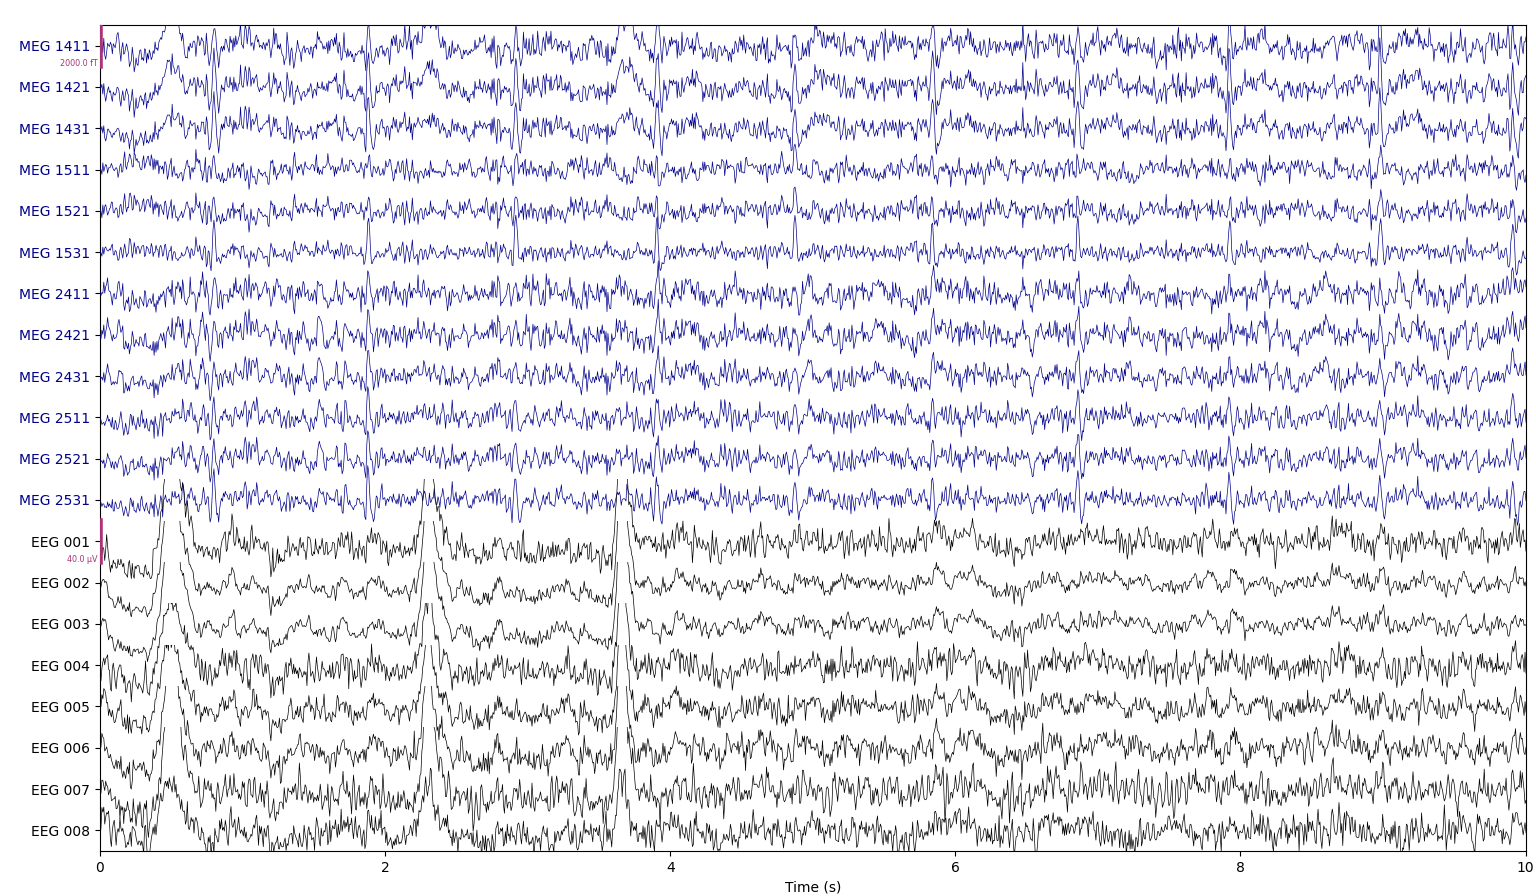 MEG 1411
2000.0 fT
MEG 1421
MEG 1431
MEG 1511
MEG 1521
MEG 1531
MEG 2411
MEG 2421
MEG 2431
MEG 2511
MEG 2521
MEG 2531
EEG 001
40.0 µV
EEG 002
EEG 003
EEG 004
EEG 005
EEG 006
EEG 007
EEG 008
0 2 4 6 8 10
Time (s)